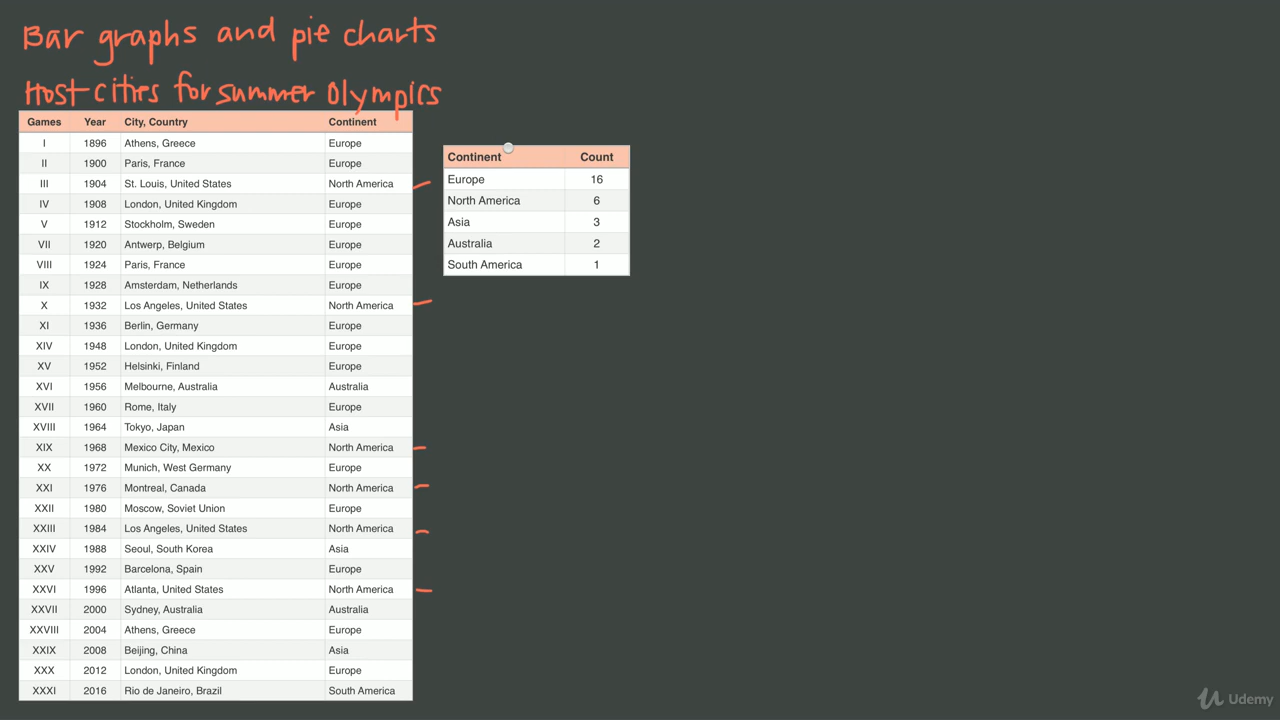 Bar graphs and pie charts
Host cities for summer Olympics
Games Year City, Country Continent
I 1896 Athens, Greece Europe
II 1900 Paris, France Europe
III 1904 St. Louis, United States North America
IV 1908 London, United Kingdom Europe
V 1912 Stockholm, Sweden Europe
VII 1920 Antwerp, Belgium Europe
VIII 1924 Paris, France Europe
IX 1928 Amsterdam, Netherlands Europe
X 1932 Los Angeles, United States North America
XI 1936 Berlin, Germany Europe
XIV 1948 London, United Kingdom Europe
XV 1952 Helsinki, Finland Europe
XVI 1956 Melbourne, Australia Australia
XVII 1960 Rome, Italy Europe
XVIII 1964 Tokyo, Japan Asia
XIX 1968 Mexico City, Mexico North America
XX 1972 Munich, West Germany Europe
XXI 1976 Montreal, Canada North America
XXII 1980 Moscow, Soviet Union Europe
XXIII 1984 Los Angeles, United States North America
XXIV 1988 Seoul, South Korea Asia
XXV 1992 Barcelona, Spain Europe
XXVI 1996 Atlanta, United States North America
XXVII 2000 Sydney, Australia Australia
XXVIII 2004 Athens, Greece Europe
XXIX 2008 Beijing, China Asia
XXX 2012 London, United Kingdom Europe
XXXI 2016 Rio de Janeiro, Brazil South America
Continent Count
Europe 16
North America 6
Asia 3
Australia 2
South America 1
Udemy